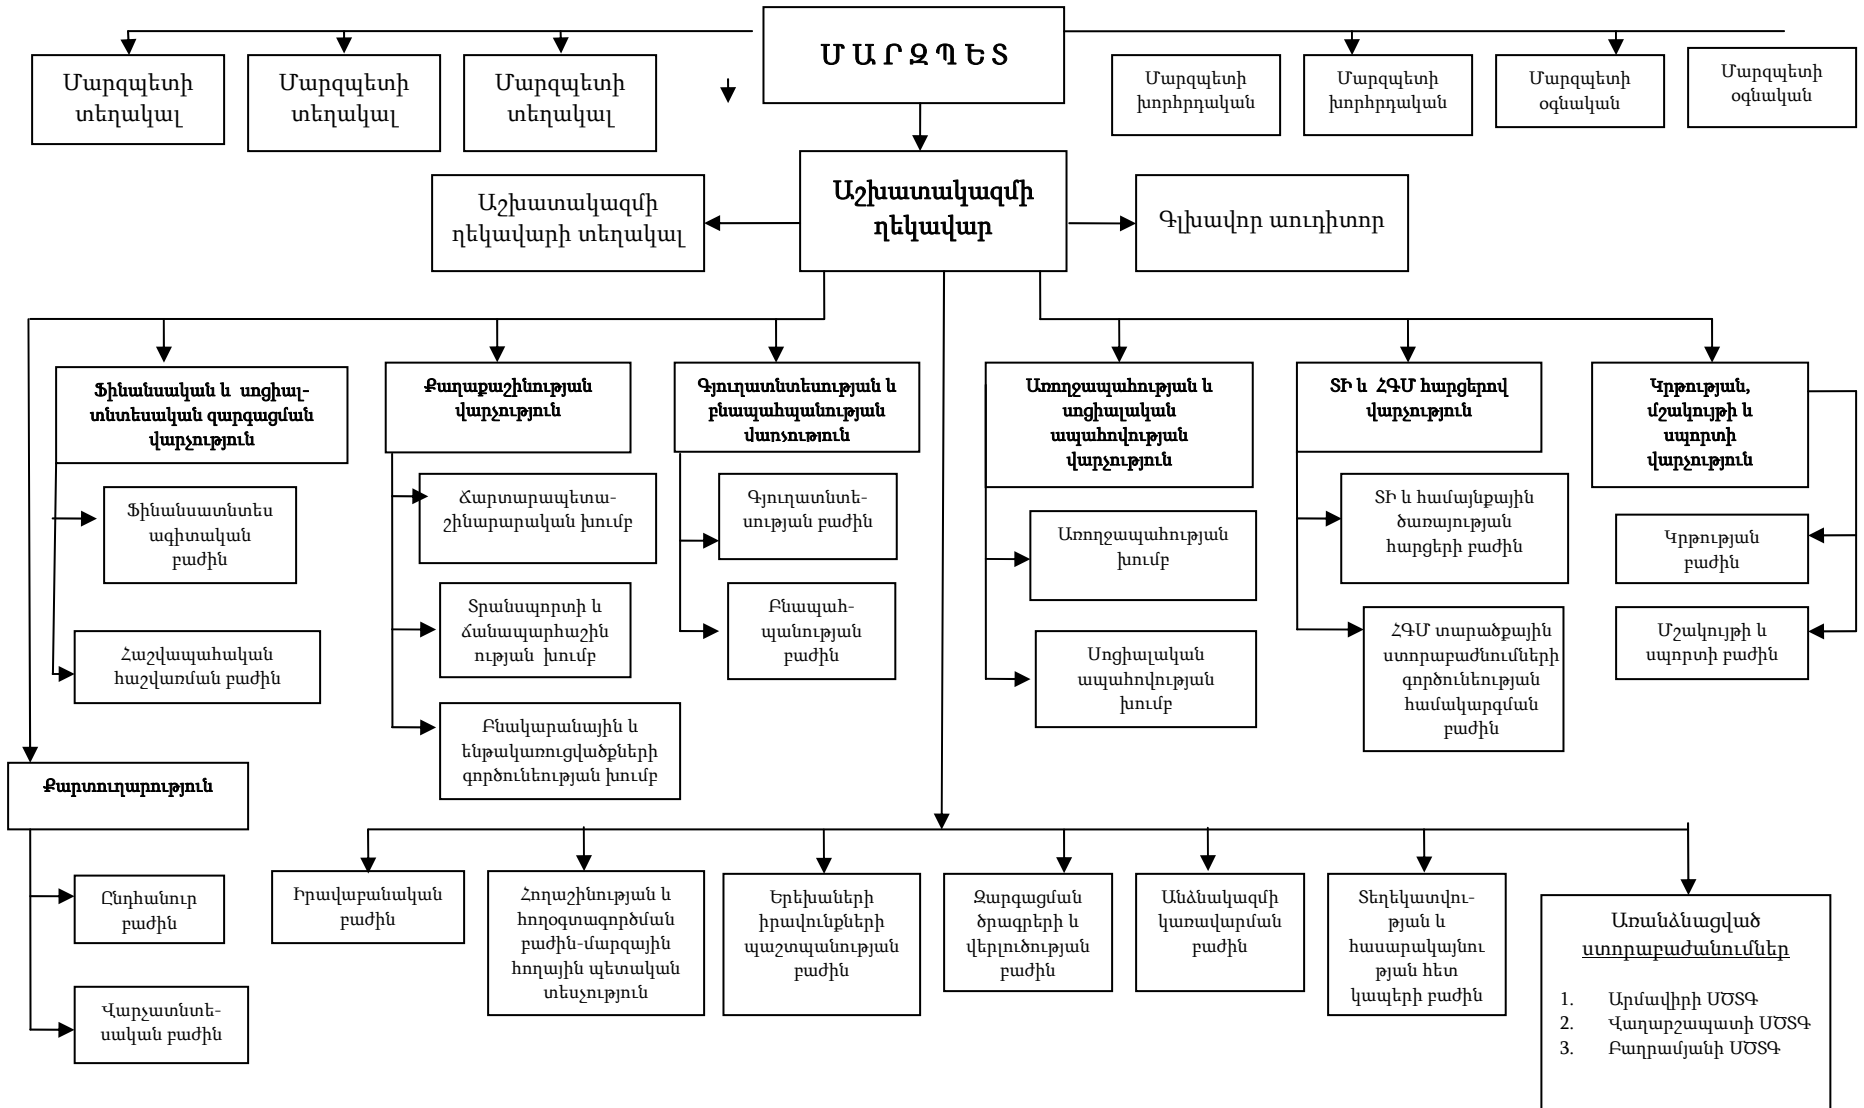 ՄԱՐԶՊԵՏ
Մարզպետի
տեղակալ
Մարզպետի
տեղակալ
Մարզպետի
տեղակալ
Մարզպետի
խորհրդական
Մարզպետի
խորհրդական
Մարզպետի
օգնական
Մարզպետի
օգնական
Աշխատակազմի
ղեկավարի տեղակալ
Աշխատակազմի
ղեկավար
Գլխավոր աուդիտոր
Ֆինանսական և սոցիալ-
տնտեսական զարգացման
վարչություն
Ֆինանսատնտես
ագիտական
բաժին
Հաշվապահական
հաշվառման բաժին
Քաղաքաշինության
վարչություն
Ճարտարապետա-
շինարարական խումբ
Տրանսպորտի և
ճանապարհաշին
ության խումբ
Բնակարանային և
ենթակառուցվածքների
գործունեության խումբ
Գյուղատնտեսության և
բնապահպանության
վարչություն
Գյուղատնտե-
սության բաժին
Բնապահ-
պանության
բաժին
Առողջապահության և
սոցիալական
ապահովության
վարչություն
Առողջապահության
խումբ
Սոցիալական
ապահովության
խումբ
ՏԻ և ՀԳՄ հարցերով
վարչություն
ՏԻ և համայնքային
ծառայության
հարցերի բաժին
ՀԳՄ տարածքային
ստորաբաժնումների
գործունեության
համակարգման
բաժին
Կրթության,
մշակույթի և
սպորտի
վարչություն
Կրթության
բաժին
Մշակույթի և
սպորտի բաժին
Քարտուղարություն
Ընդհանուր
բաժին
Վարչատնտե-
սական բաժին
Իրավաբանական
բաժին
Հողաշինության և
հողօգտագործման
բաժին-մարզային
հողային պետական
տեսչություն
Երեխաների
իրավունքների
պաշտպանության
բաժին
Զարգացման
ծրագրերի և
վերլուծության
բաժին
Անձնակազմի
կառավարման
բաժին
Տեղեկատվու-
թյան և
հասարակայնու
թյան հետ
կապերի բաժին
Առանձնացված
ստորաբաժանումներ
1. Արմավիրի ՍԾՏԳ
2. Վաղարշապատի ՍԾՏԳ
3. Բաղրամյանի ՍԾՏԳ